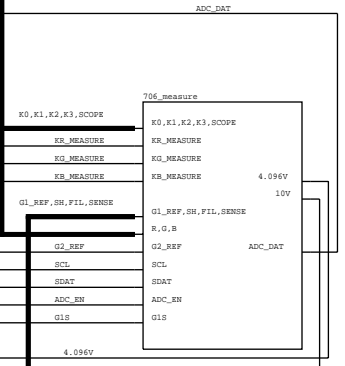 ADC_DAT
706_measure
K0,K1,K2,K3,SCOPE
K0,K1,K2,K3,SCOPE
KR_MEASURE
KR_MEASURE
KG_MEASURE
KG_MEASURE
KB_MEASURE
KB_MEASURE
4.096V
10V
G1_REF,SH,FIL,SENSE
G1_REF,SH,FIL,SENSE
R,G,B
G2_REF
G2_REF
ADC_DAT
SCL
SCL
SDAT
SDAT
ADC_EN
ADC_EN
G1S
G1S
4.096V